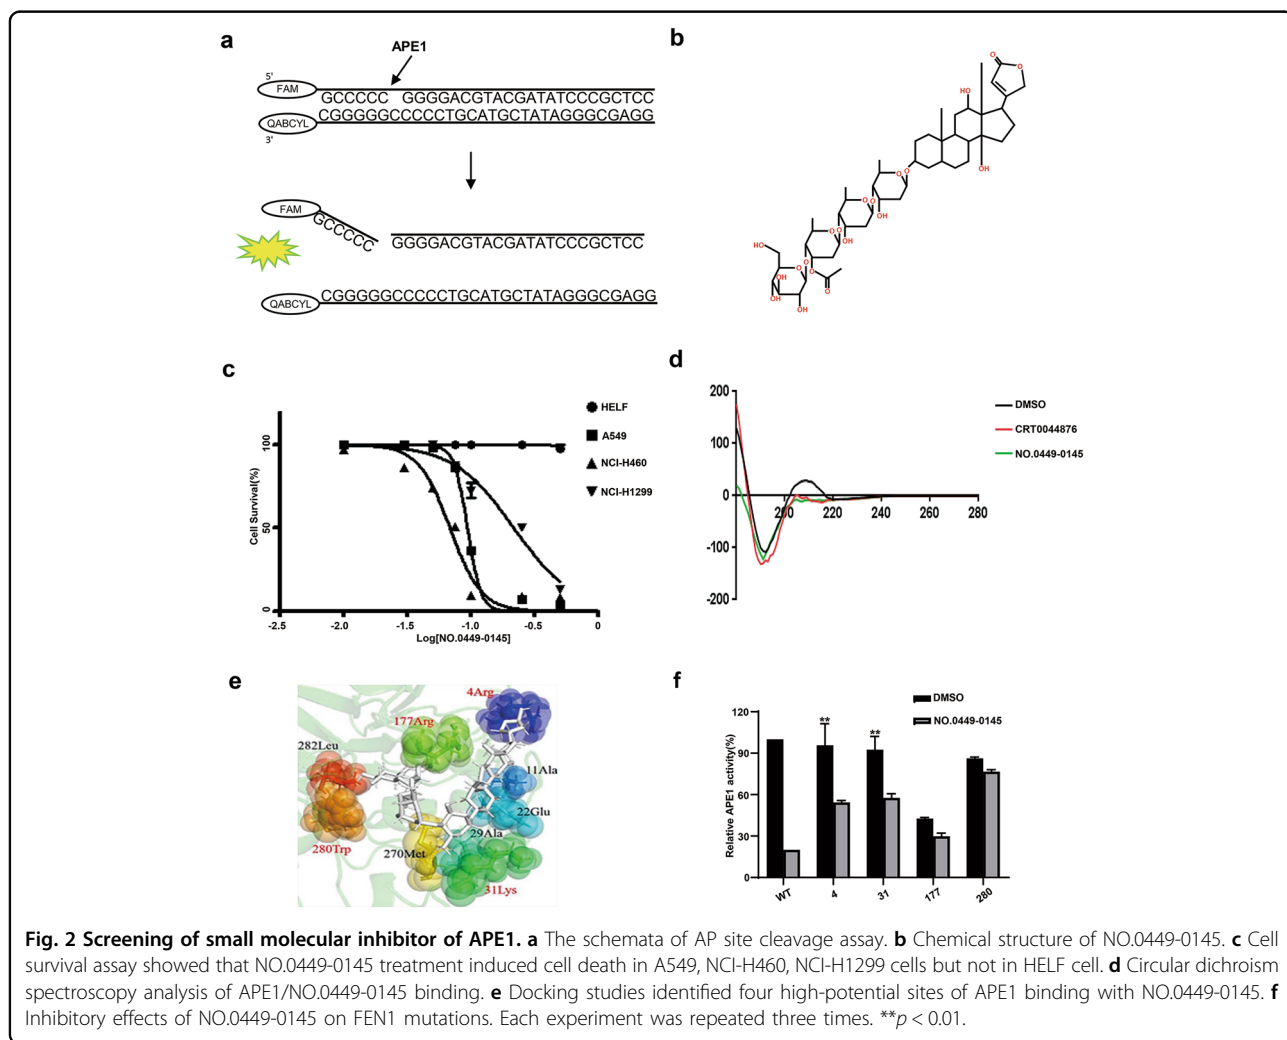 a
APE1
5'
FAM
GCCCCC GGGGACGTACGATATCCCGCTCC
CGGGGGCCCCCTGCATGCTATAGGGCGAGG
QABCYL
3'
FAM
GCCCCC
GGGGACGTACGATATCCCGCTCC
QABCYL
CGGGGGCCCCCTGCATGCTATAGGGCGAGG
b
O
O
HO
OH
O
O
O
O
OH
O
O
OH
O
HO
O
O
O
O
OH
OH
OH
c
Cell Survival(%)
100
50
0
-2.5 -2.0 -1.5 -1.0 -0.5 0
Log[NO.0449-0145]
HELF
A549
NCI-H460
NCI-H1299
d
200
100
0
-100
-200
200 220 240 260 280
DMSO
CRT0044876
NO.0449-0145
e
4Arg
177Arg
282Leu
11Ala
22Glu
29Ala
280Trp
270Met
31Lys
f
DMSO
NO.0449-0145
Relative APE1 activity(%)
120
90
60
30
0
** **
WT 4 31 177 280
Fig. 2 Screening of small molecular inhibitor of APE1. a The schemata of AP site cleavage assay. b Chemical structure of NO.0449-0145. c Cell
survival assay showed that NO.0449-0145 treatment induced cell death in A549, NCI-H460, NCI-H1299 cells but not in HELF cell. d Circular dichroism
spectroscopy analysis of APE1/NO.0449-0145 binding. e Docking studies identified four high-potential sites of APE1 binding with NO.0449-0145. f
Inhibitory effects of NO.0449-0145 on FEN1 mutations. Each experiment was repeated three times. **p < 0.01.